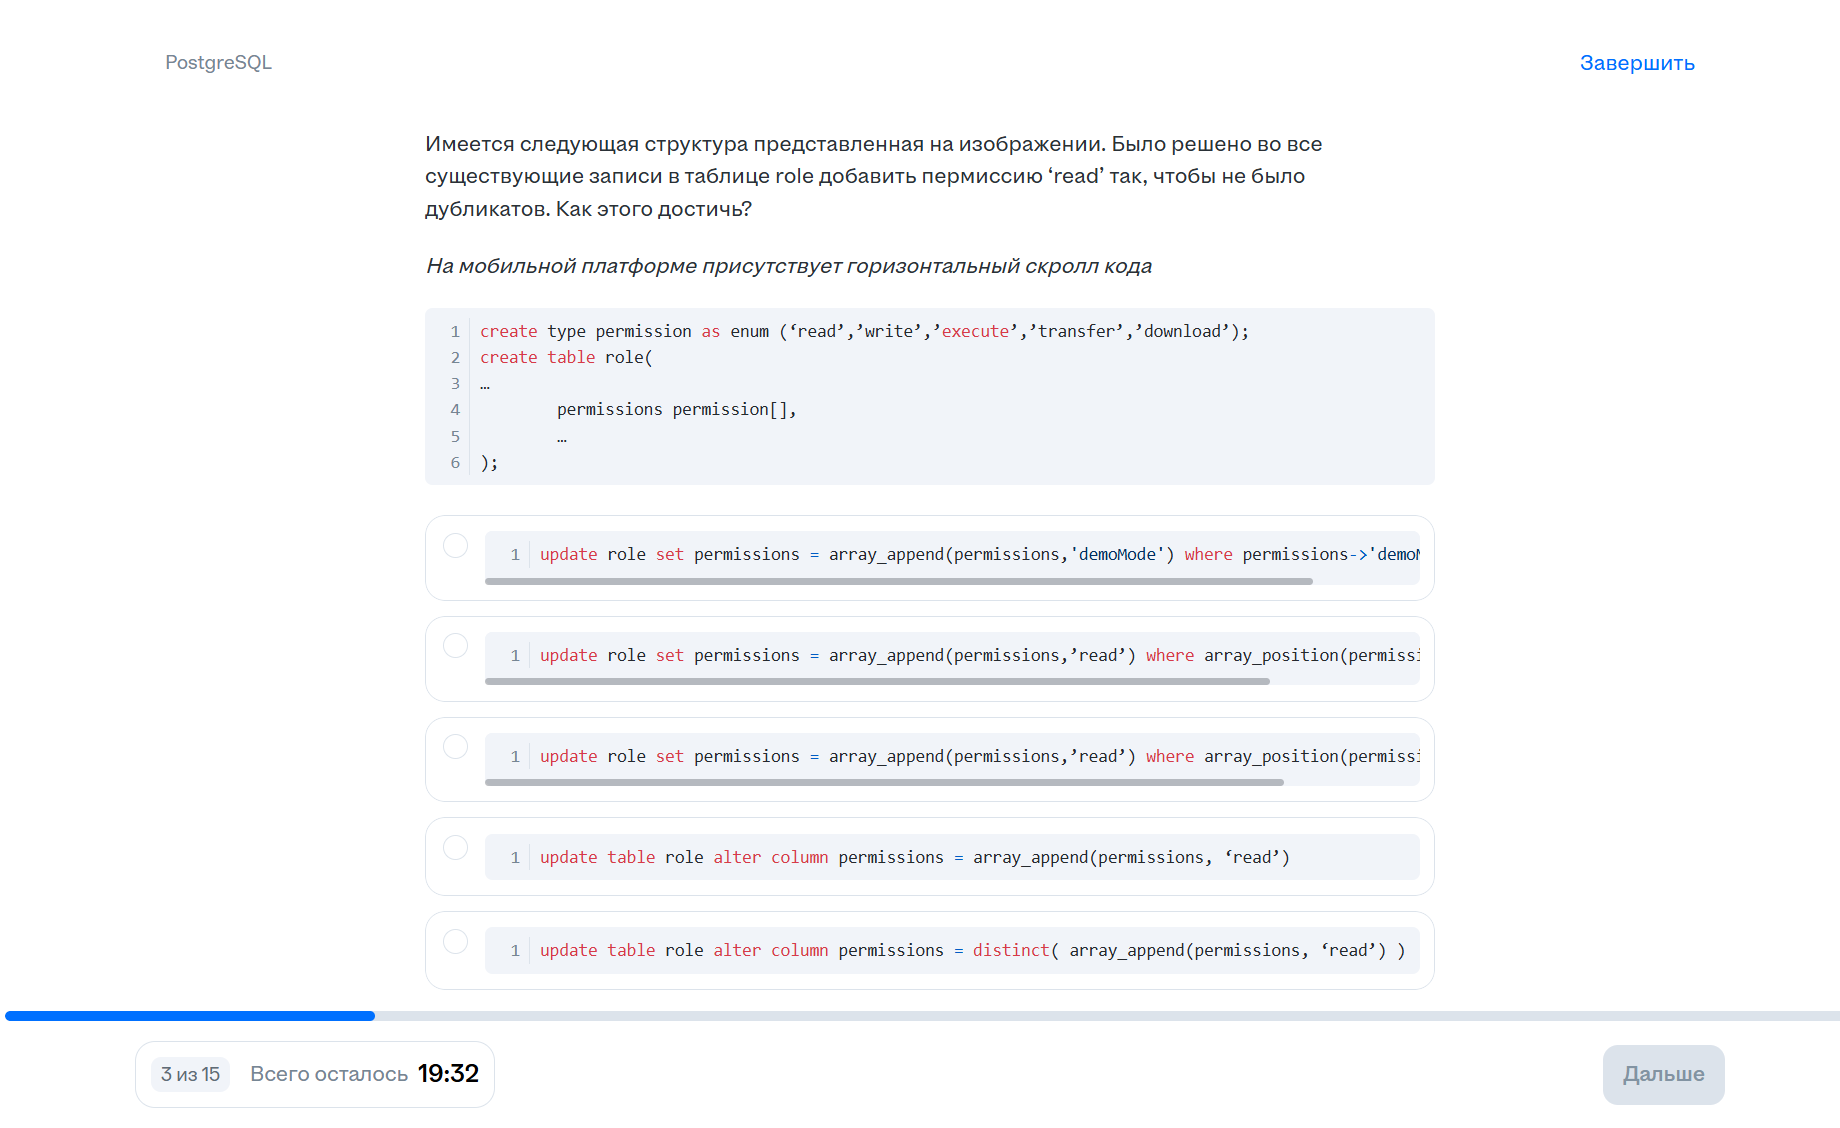 PostgreSQL
Завершить
Имеется следующая структура представленная на изображении. Было решено во все
существующие записи в таблице role добавить пермиссию ‘read’ так, чтобы не было
дубликатов. Как этого достичь?
На мобильной платформе присутствует горизонтальный скролл кода
1 create type permission as enum (‘read’,’write’,’execute’,’transfer’,’download’);
2 create table role(
3 …
4 permissions permission[],
5 …
6 );
1 update role set permissions = array_append(permissions,'demoMode') where permissions->'demoM
1 update role set permissions = array_append(permissions,’read’) where array_position(permissi
1 update role set permissions = array_append(permissions,’read’) where array_position(permissi
1 update table role alter column permissions = array_append(permissions, ‘read’)
1 update table role alter column permissions = distinct( array_append(permissions, ‘read’) )
3 из 15 Всего осталось 19:32
Дальше